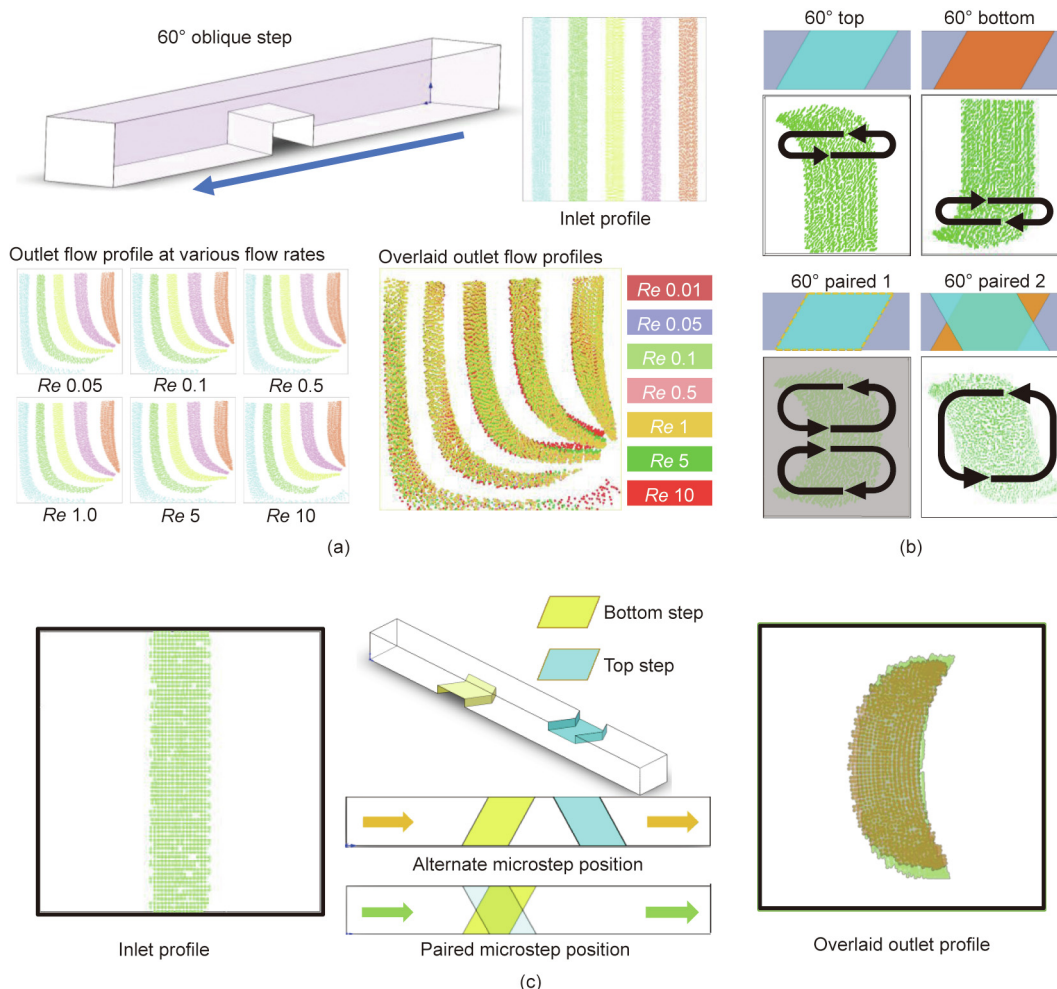 60° oblique step
Inlet profile
Outlet flow profile at various flow rates
Re 0.05
Re 0.1
Re 0.5
Re 1.0
Re 5
Re 10
Overlaid outlet flow profiles
Re 0.01
Re 0.05
Re 0.1
Re 0.5
Re 1
Re 5
Re 10
(a)
60° top
60° bottom
60° paired 1
60° paired 2
(b)
Inlet profile
Bottom step
Top step
Alternate microstep position
Paired microstep position
Overlaid outlet profile
(c)